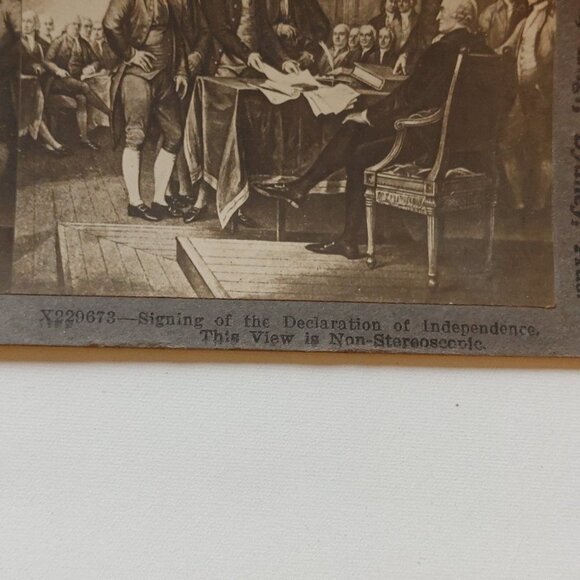 X229673—Signing of the Declaration of Independence.
This View is Non-Stereoscopic.